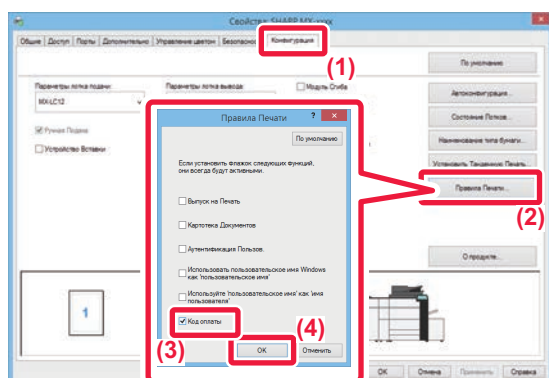 Свойства: SHARP MX-xxxx
Общие Доступ Порты Дополнительно Управление цветом Безопасность Конфигурация
(1)
По умолчанию
Параметры лотка подачи: Параметры лотка вывода: Модуль Сгиба
MX-LC12
Автоконфигурация...
Состояние Лотков...
Ручная Подача
Наименование типа бумаги...
Устройство Вставки
Установить Тандемную Печать...
Правила Печати...
(2)
О продукте...
Правила Печати ?
По умолчанию
Если установить флажок следующих функций,
они всегда будут активными.
Выпуск на Печать
Картотека Документов
Аутентификация Пользов.
Использовать пользовательское имя Windows
как 'пользовательское имя'
Используйте 'пользовательское имя' как 'имя
пользователя'
Код оплаты
(3)
(4)
OK Отменить
1
OK Отмена Применить Справка